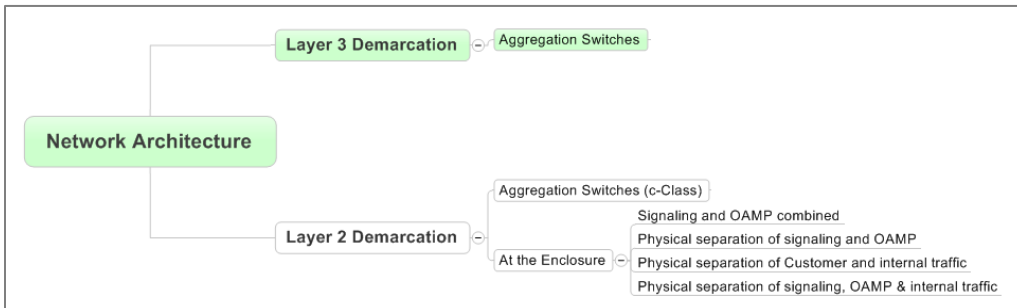 Network Architecture
Layer 3 Demarcation
Aggregation Switches
Layer 2 Demarcation
Aggregation Switches (c-Class)
At the Enclosure
Signaling and OAMP combined
Physical separation of signaling and OAMP
Physical separation of Customer and internal traffic
Physical separation of signaling, OAMP & internal traffic